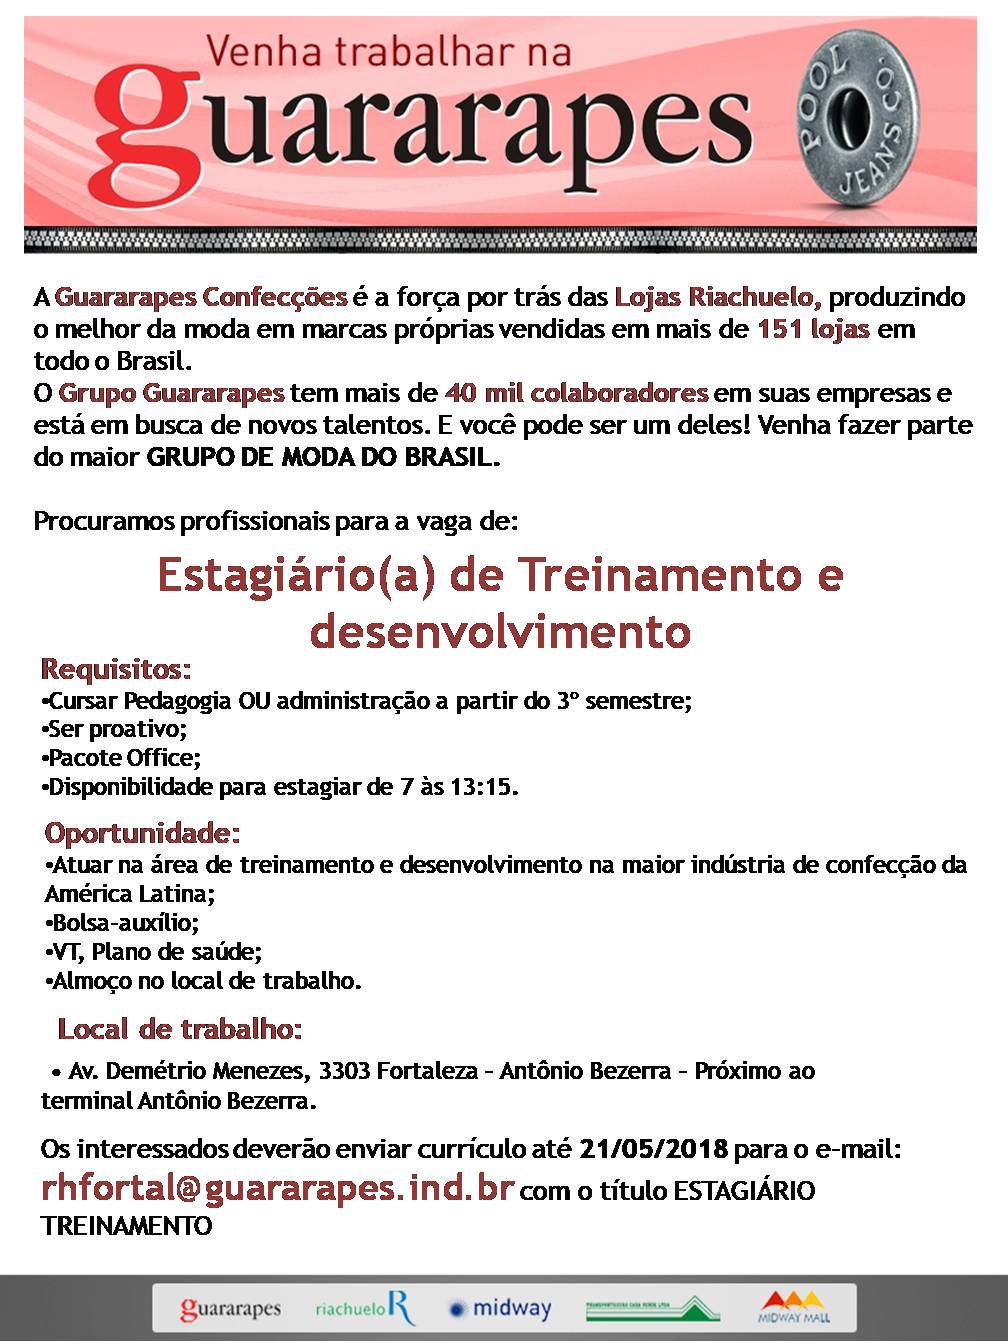 Venha trabalhar na
guararapes
POOL
JEANS CO.
A Guararapes Confecções é a força por trás das Lojas Riachuelo, produzindo
o melhor da moda em marcas próprias vendidas em mais de 151 lojas em
todo o Brasil.
O Grupo Guararapes tem mais de 40 mil colaboradores em suas empresas e
está em busca de novos talentos. E você pode ser um deles! Venha fazer parte
do maior GRUPO DE MODA DO BRASIL.
Procuramos profissionais para a vaga de:
Estagiário(a) de Treinamento e
desenvolvimento
Requisitos:
•Cursar Pedagogia OU administração a partir do 3º semestre;
•Ser proativo;
•Pacote Office;
•Disponibilidade para estagiar de 7 às 13:15.
Oportunidade:
•Atuar na área de treinamento e desenvolvimento na maior indústria de confecção da
América Latina;
•Bolsa-auxílio;
•VT, Plano de saúde;
•Almoço no local de trabalho.
Local de trabalho:
• Av. Demétrio Menezes, 3303 Fortaleza – Antônio Bezerra – Próximo ao
terminal Antônio Bezerra.
Os interessados deverão enviar currículo até 21/05/2018 para o e-mail:
rhfortal@guararapes.ind.br com o título ESTAGIÁRIO
TREINAMENTO
guararapes riachuelo R midway TRANSPORTADORA CASA VERDE LTDA MIDWAY MALL